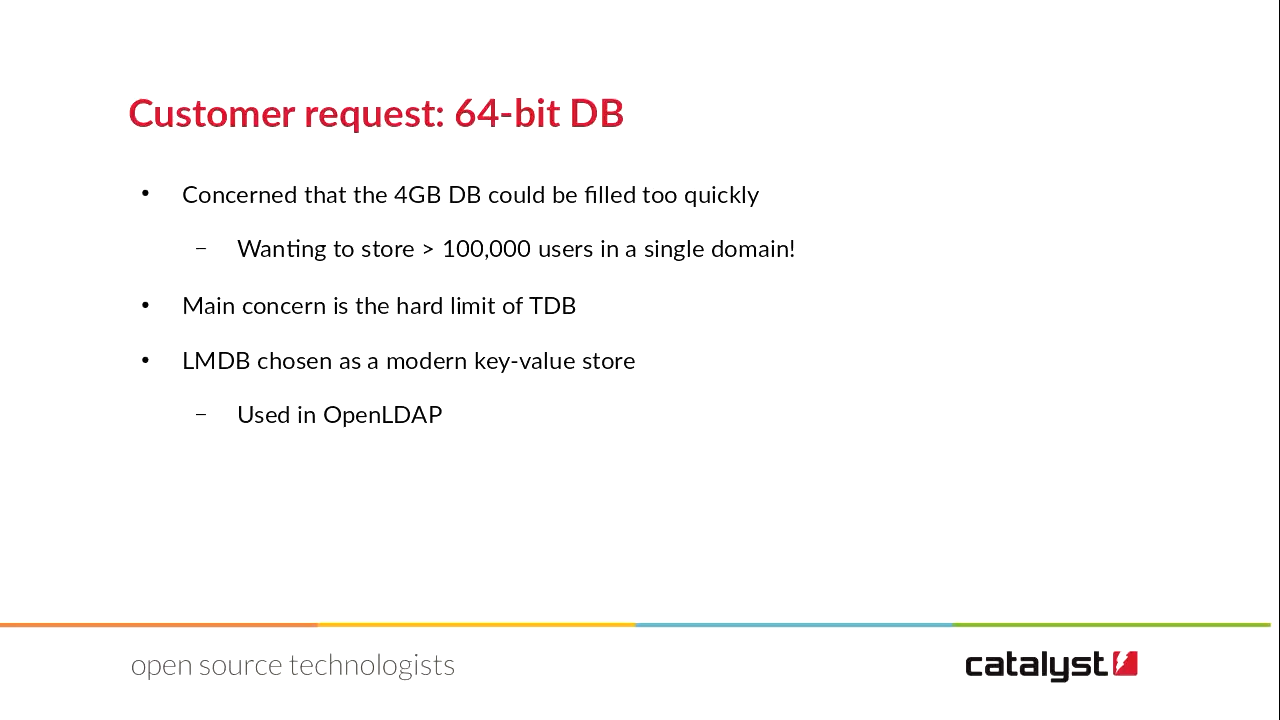 Customer request: 64-bit DB
• Concerned that the 4GB DB could be filled too quickly
– Wanting to store > 100,000 users in a single domain!
• Main concern is the hard limit of TDB
• LMDB chosen as a modern key-value store
– Used in OpenLDAP
open source technologists
catalyst